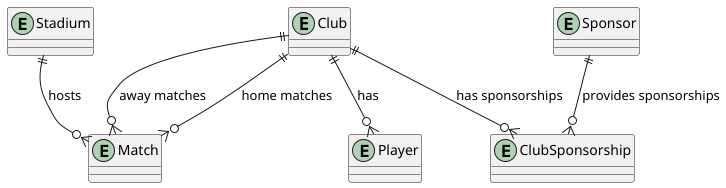 E Stadium
E Club
E Sponsor
hosts
away matches
home matches
has
has sponsorships
provides sponsorships
E Match
E Player
E ClubSponsorship